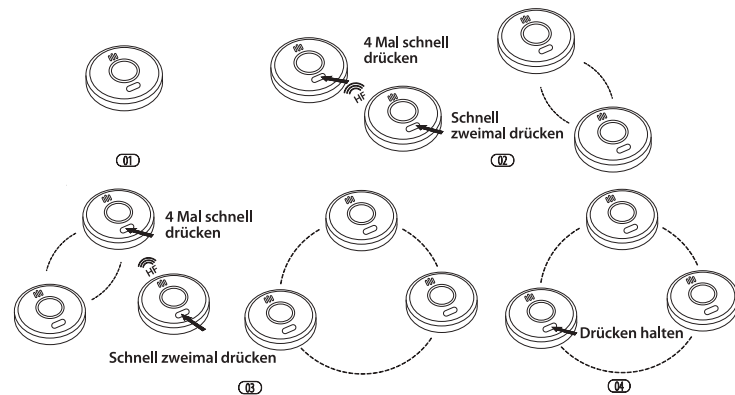 4 Mal schnell
drücken
HF
Schnell
zweimal drücken
01
02
4 Mal schnell
drücken
HF
Schnell zweimal drücken
Drücken halten
03
04